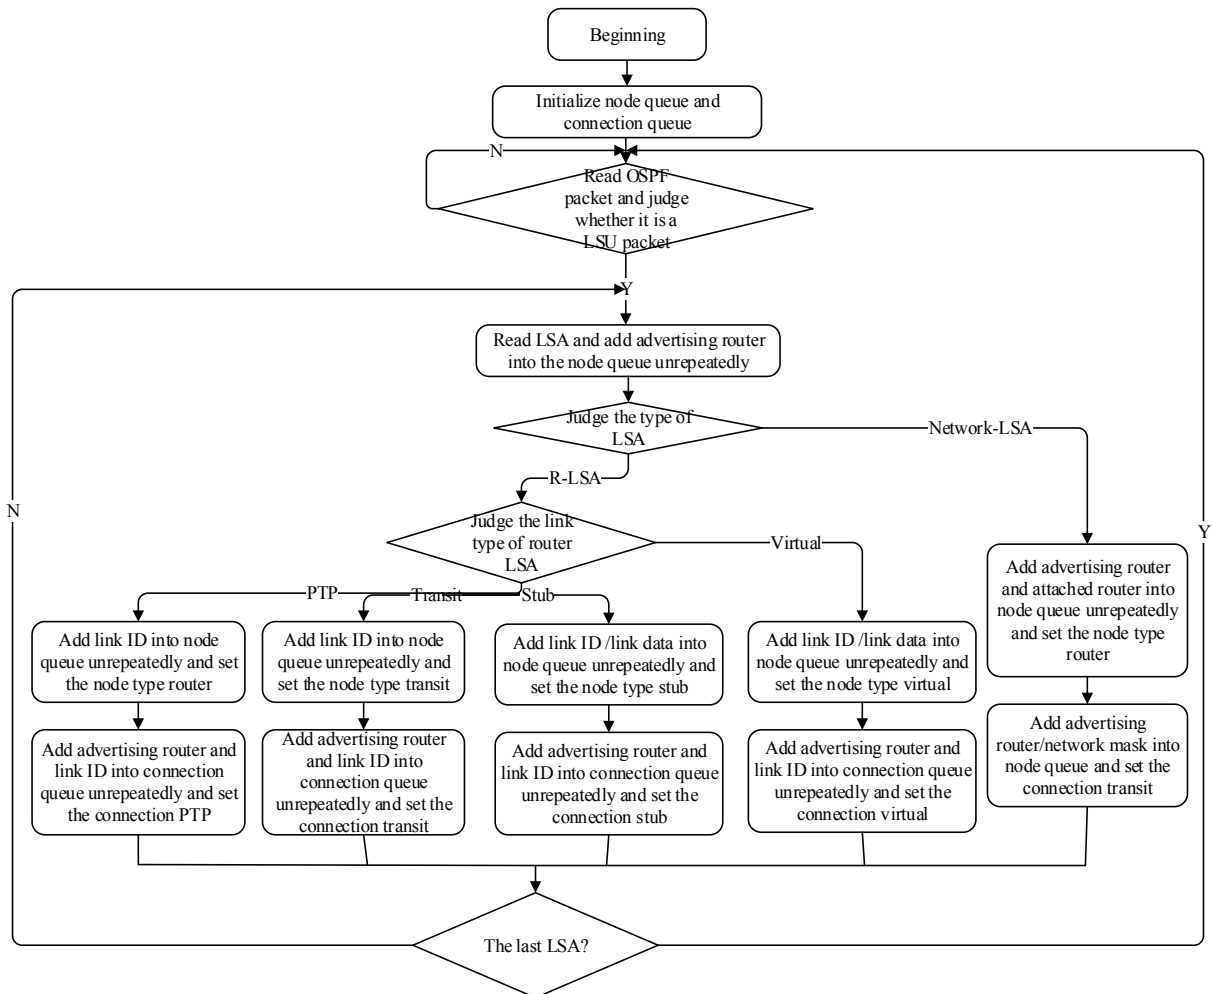 Beginning
Initialize node queue and
connection queue
N
Read OSPF
packet and judge
whether it is a
LSU packet
Y
Read LSA and add advertising router
into the node queue unrepeatedly
Judge the type of
LSA
Network-LSA
R-LSA
N
Y
Judge the link
type of router
LSA
Virtual
PTP
Transit
Stub
Add link ID into node
queue unrepeatedly and set
the node type router
Add link ID into node
queue unrepeatedly and
set the node type transit
Add link ID /link data into
node queue unrepeatedly and
set the node type stub
Add link ID /link data into
node queue unrepeatedly and
set the node type virtual
Add advertising router
and attached router into
node queue unrepeatedly
and set the node type
router
Add advertising router and
link ID into connection
queue unrepeatedly and set
the connection PTP
Add advertising router
and link ID into
connection queue
unrepeatedly and set the
connection transit
Add advertising router and
link ID into connection queue
unrepeatedly and set the
connection stub
Add advertising router and
link ID into connection queue
unrepeatedly and set the
connection virtual
Add advertising
router/network mask into
node queue and set the
connection transit
The last LSA?